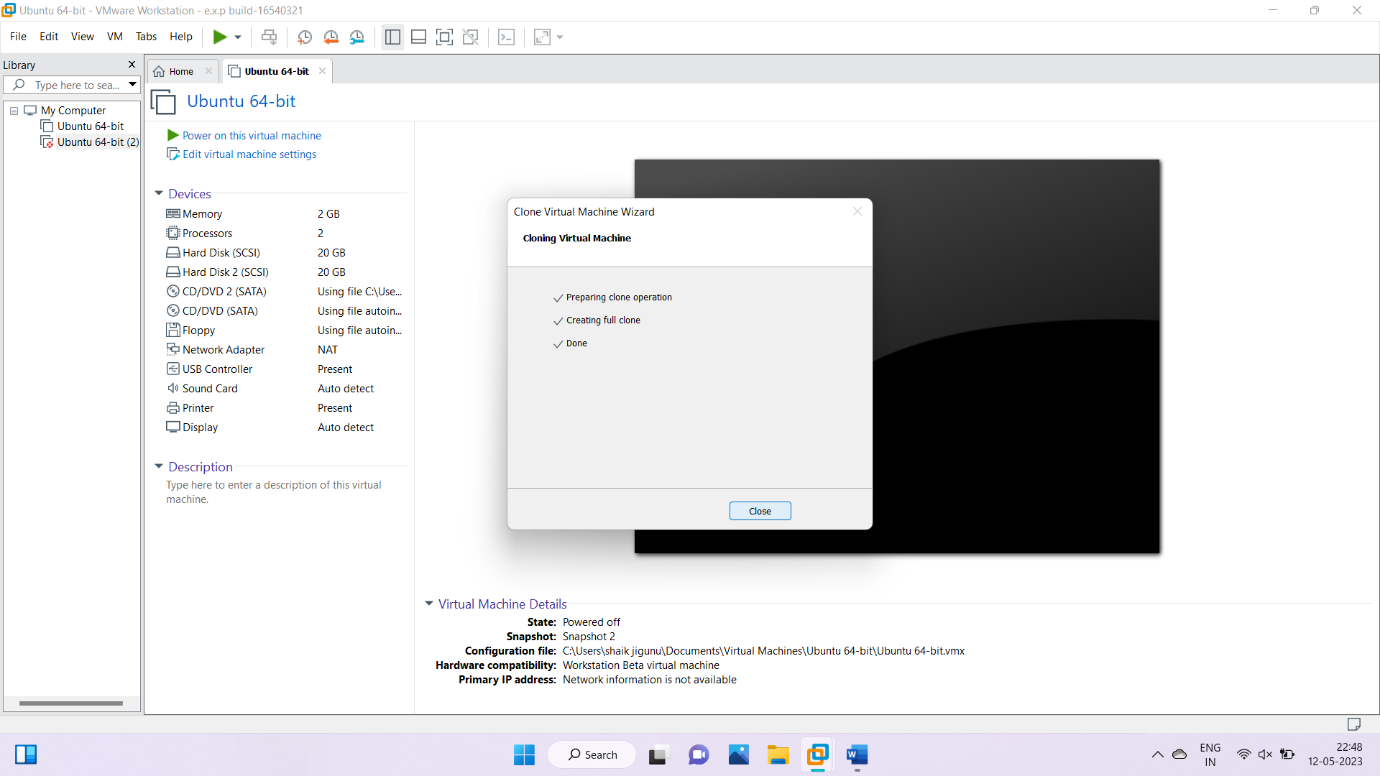 Ubuntu 64-bit - VMware Workstation - e.x.p build-16540321
File Edit View VM Tabs Help
Library
Type here to sea...
Home
Ubuntu 64-bit
My Computer
Ubuntu 64-bit
Ubuntu 64-bit (2)
Ubuntu 64-bit
Power on this virtual machine
Edit virtual machine settings
Devices
Memory 2 GB
Processors 2
Hard Disk (SCSI) 20 GB
Hard Disk 2 (SCSI) 20 GB
CD/DVD 2 (SATA) Using file C:\Use...
CD/DVD (SATA) Using file autoin...
Floppy Using file autoin...
Network Adapter NAT
USB Controller Present
Sound Card Auto detect
Printer Present
Display Auto detect
Description
Type here to enter a description of this virtual
machine.
Clone Virtual Machine Wizard
Cloning Virtual Machine
Preparing clone operation
Creating full clone
Done
Close
Virtual Machine Details
State: Powered off
Snapshot: Snapshot 2
Configuration file: C:\Users\shaik jigunu\Documents\Virtual Machines\Ubuntu 64-bit\Ubuntu 64-bit.vmx
Hardware compatibility: Workstation Beta virtual machine
Primary IP address: Network information is not available
Search
ENG
IN
22:48
12-05-2023